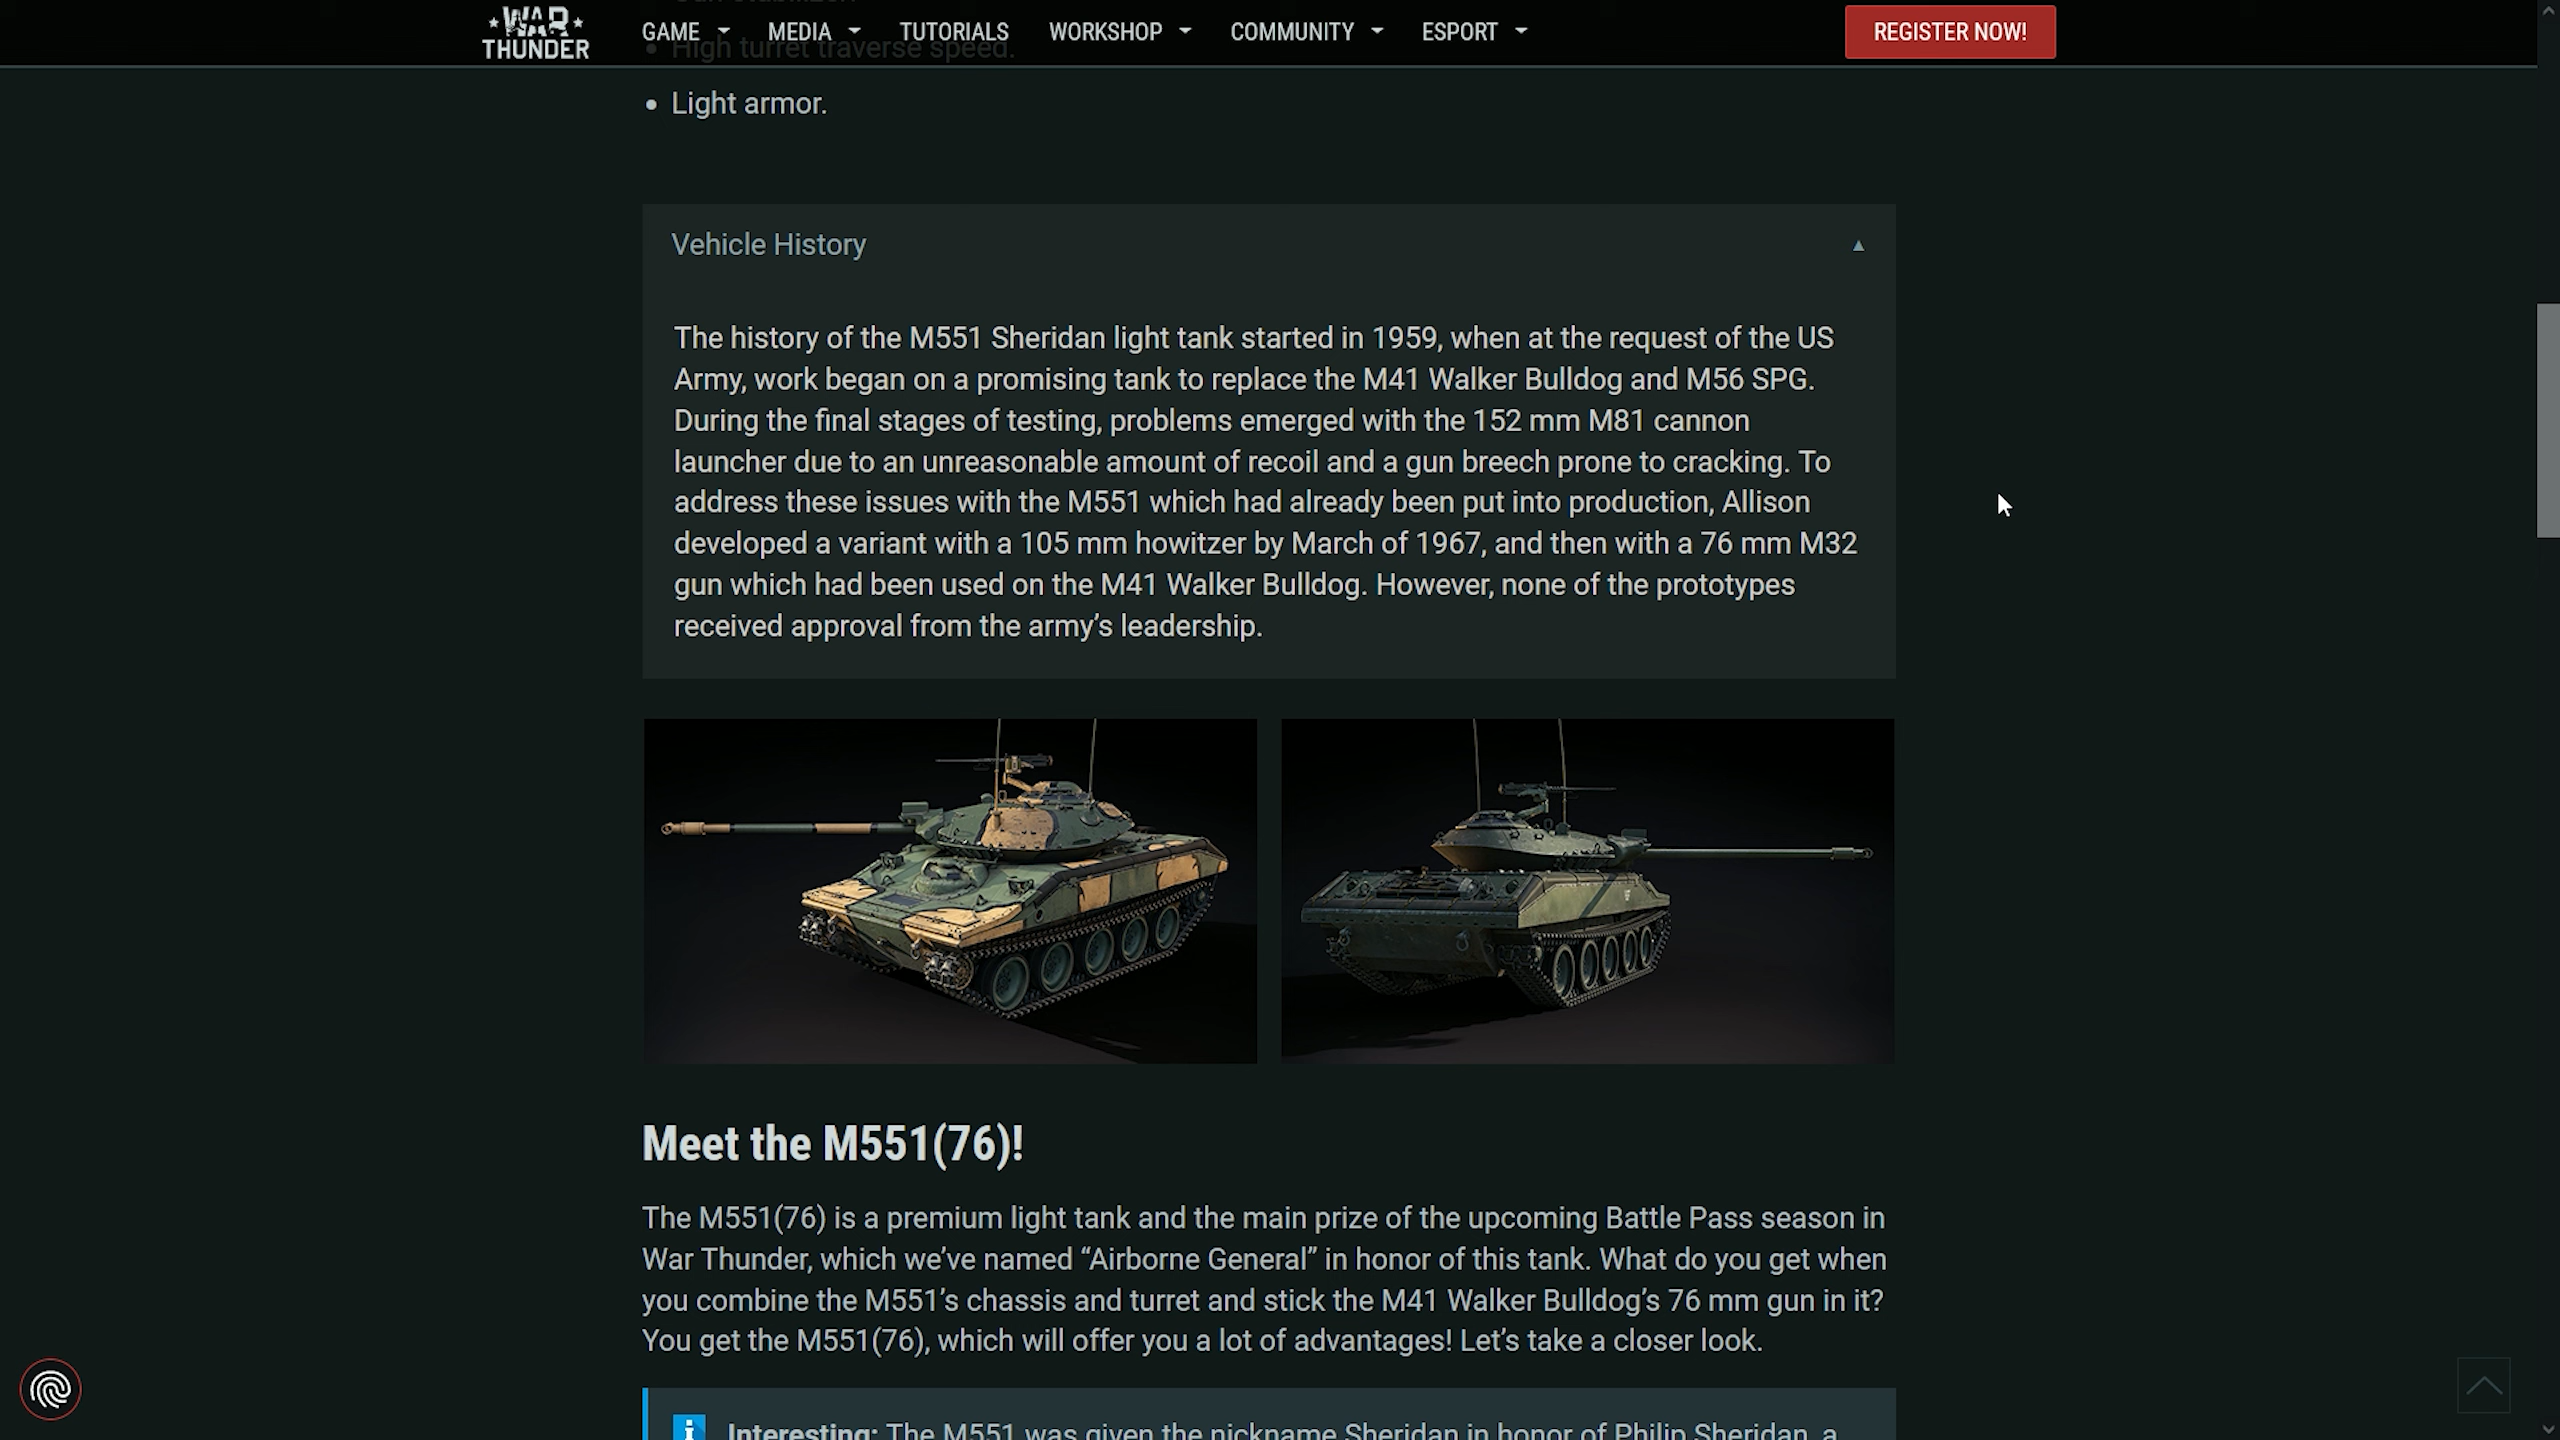 WAR
THUNDER
GAME
MEDIA
TUTORIALS
WORKSHOP
COMMUNITY
ESPORT
REGISTER NOW!
• High turret traverse speed.
• Light armor.
Vehicle History
The history of the M551 Sheridan light tank started in 1959, when at the request of the US
Army, work began on a promising tank to replace the M41 Walker Bulldog and M56 SPG.
During the final stages of testing, problems emerged with the 152 mm M81 cannon
launcher due to an unreasonable amount of recoil and a gun breech prone to cracking. To
address these issues with the M551 which had already been put into production, Allison
developed a variant with a 105 mm howitzer by March of 1967, and then with a 76 mm M32
gun which had been used on the M41 Walker Bulldog. However, none of the prototypes
received approval from the army’s leadership.
Meet the M551(76)!
The M551(76) is a premium light tank and the main prize of the upcoming Battle Pass season in
War Thunder, which we’ve named “Airborne General” in honor of this tank. What do you get when
you combine the M551’s chassis and turret and stick the M41 Walker Bulldog’s 76 mm gun in it?
You get the M551(76), which will offer you a lot of advantages! Let’s take a closer look.
Interesting: The M551 was given the nickname Sheridan in honor of Philip Sheridan, a